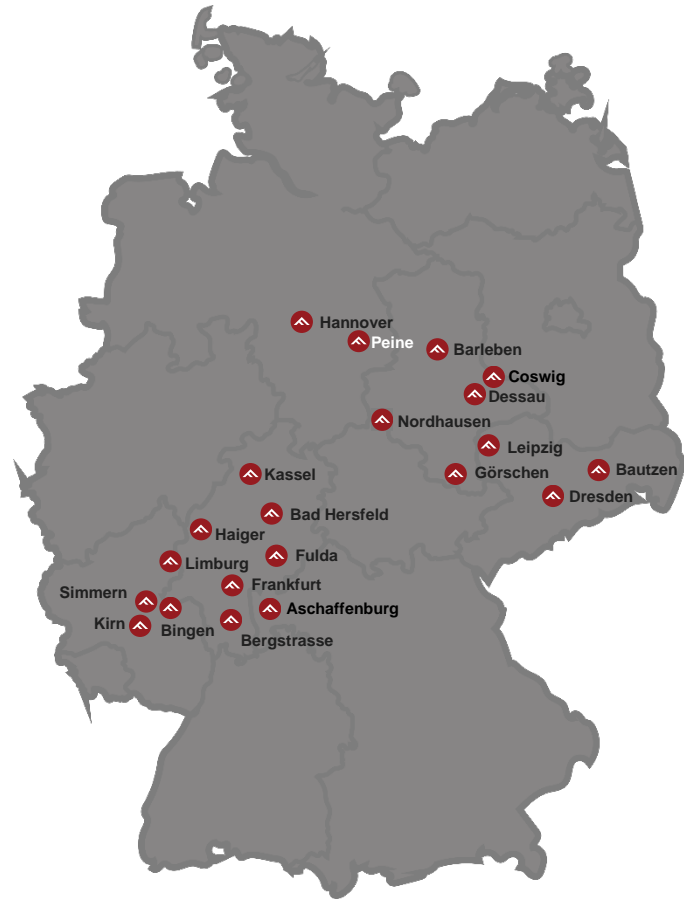 Hannover
Peine
Barleben
Coswig
Dessau
Nordhausen
Leipzig
Görschen
Bautzen
Kassel
Dresden
Bad Hersfeld
Haiger
Fulda
Limburg
Frankfurt
Simmern
Aschaffenburg
Kirn
Bingen
Bergstrasse